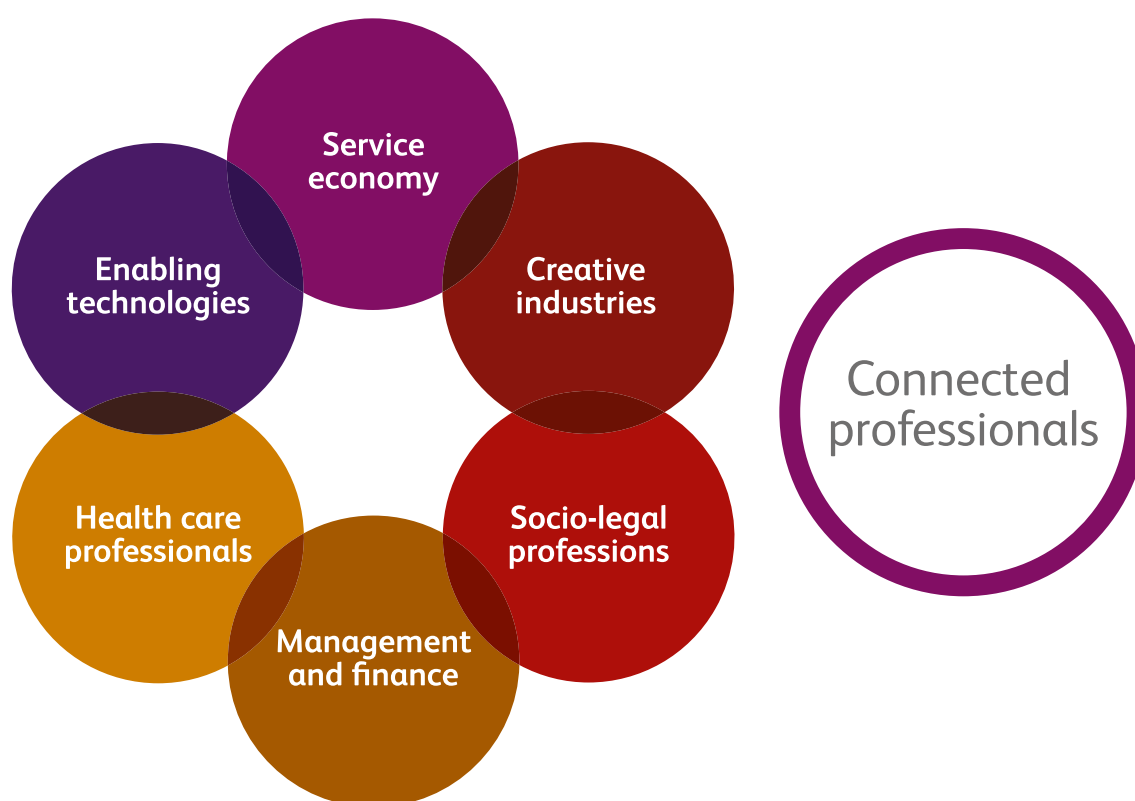 Service
economy
Enabling
technologies
Creative
industries
Connected
professionals
Health care
professionals
Socio-legal
professions
Management
and finance